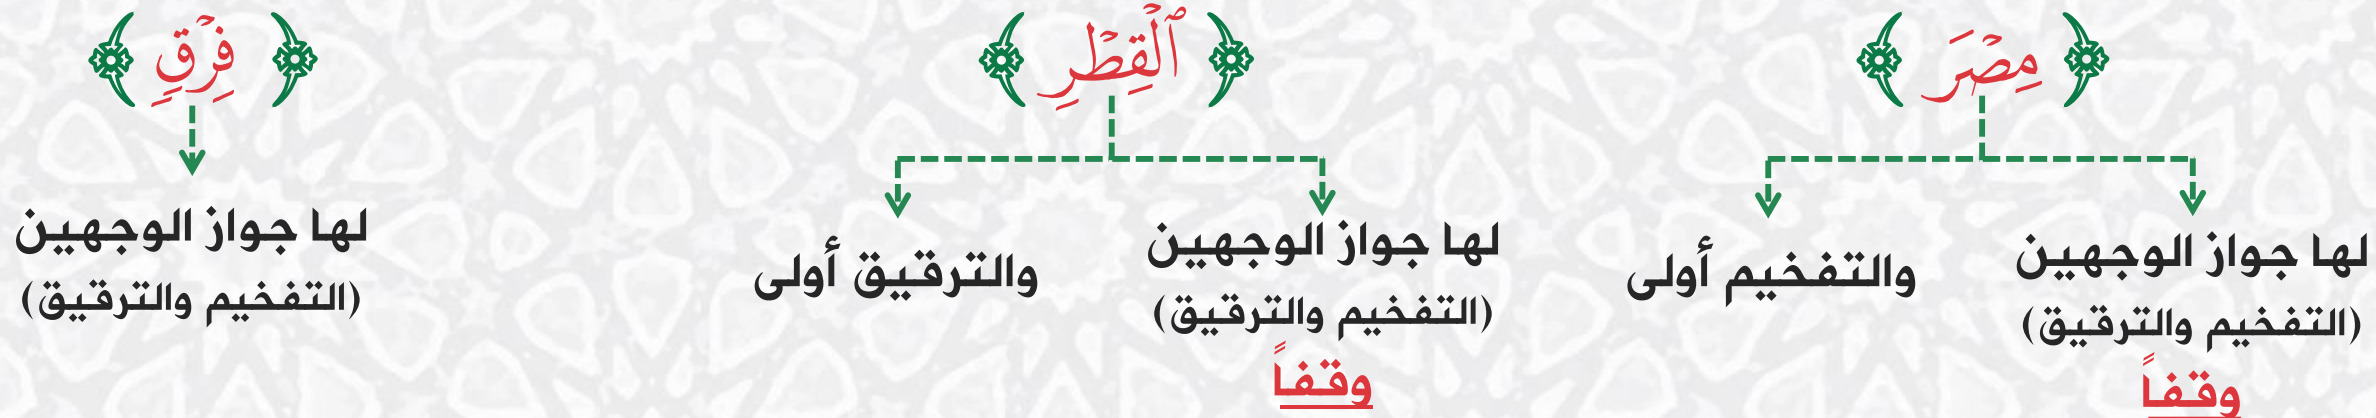 ﴿ مِصْرَ ﴾
لها جواز الوجهين
(التفخيم والترقيق)
وقفاً
والتفخيم أولى
﴿ ٱلْقِطْرِ ﴾
لها جواز الوجهين
(التفخيم والترقيق)
وقفاً
والترقيق أولى
﴿ فِرْقٍ ﴾
لها جواز الوجهين
(التفخيم والترقيق)